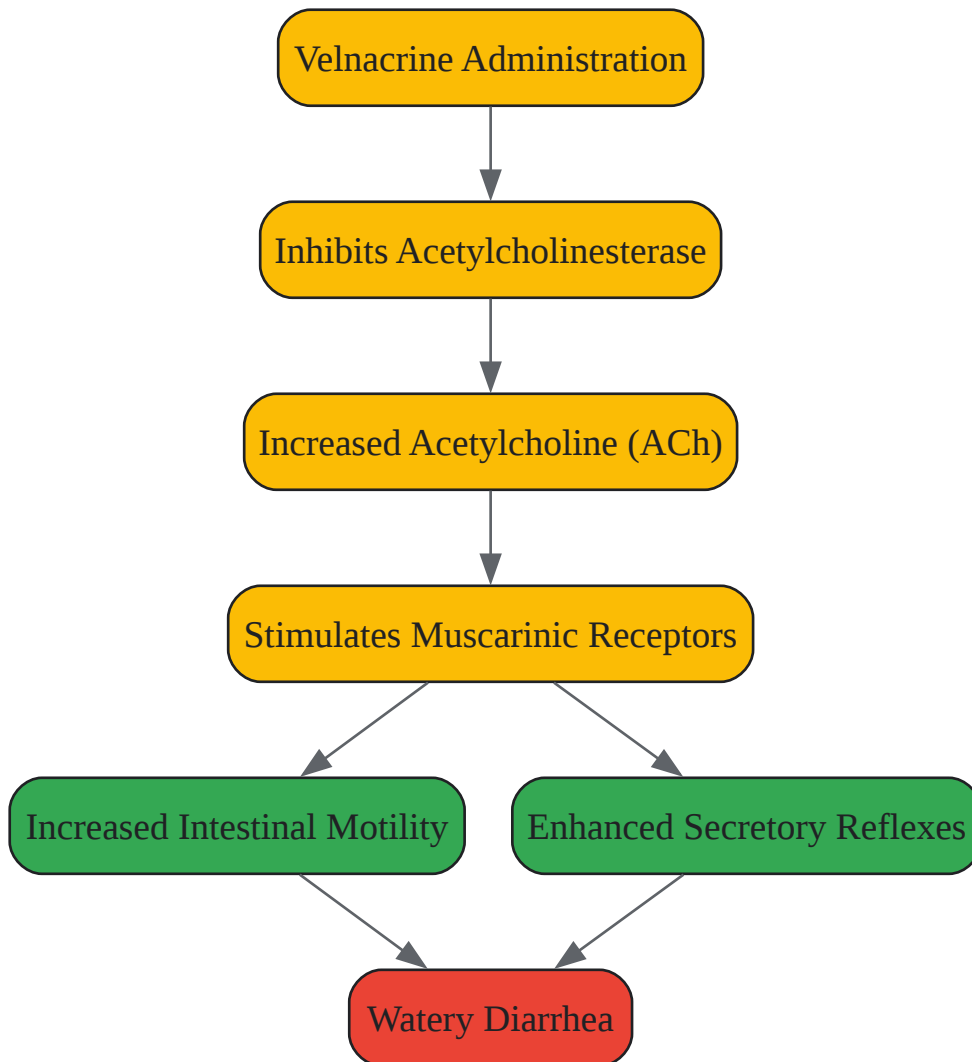 Velnacrine Administration
Inhibits Acetylcholinesterase
Increased Acetylcholine (ACh)
Stimulates Muscarinic Receptors
Increased Intestinal Motility
Enhanced Secretory Reflexes
Watery Diarrhea